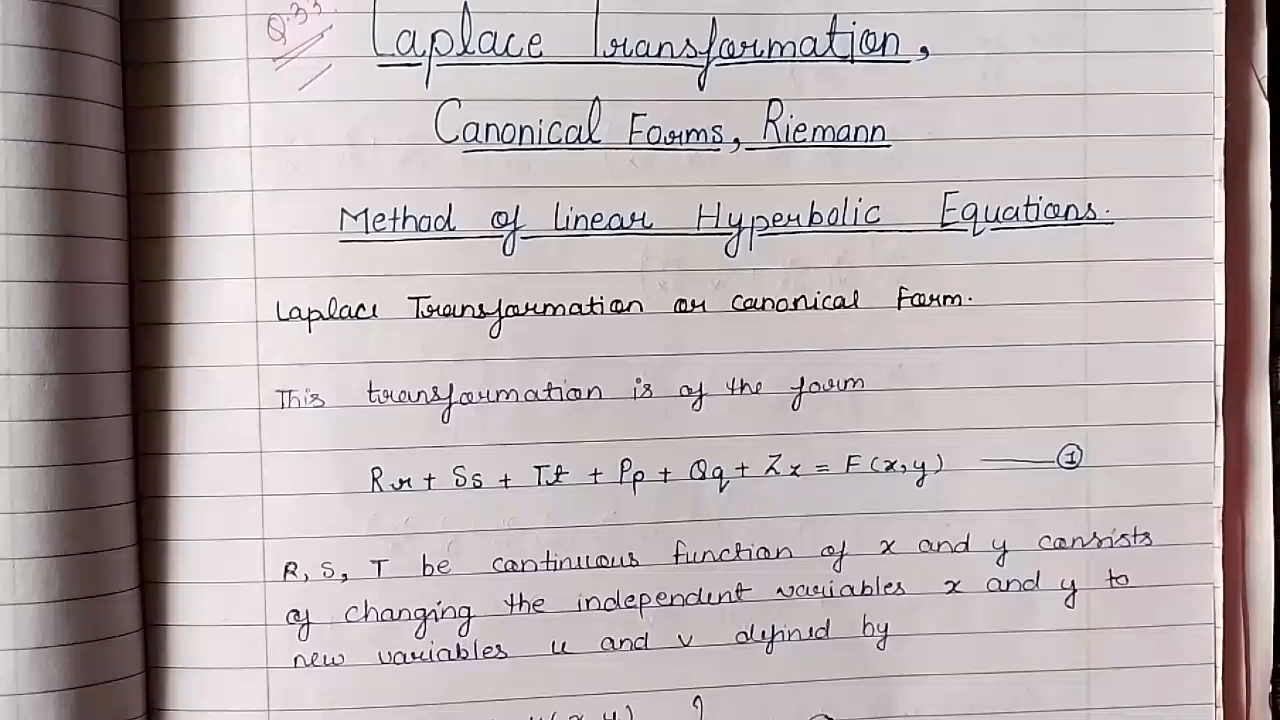 Q.33.
Laplace Transformation,
Canonical Forms, Riemann
Method of linear Hyperbolic Equations.
Laplace Transformation or canonical Form.
This transformation is of the form
Rr + Ss + Tt + Pp + Qq + Zz = F(x,y) —— ①
R, S, T be continuous function of x and y consists
of changing the independent variables x and y to
new variables u and v defined by